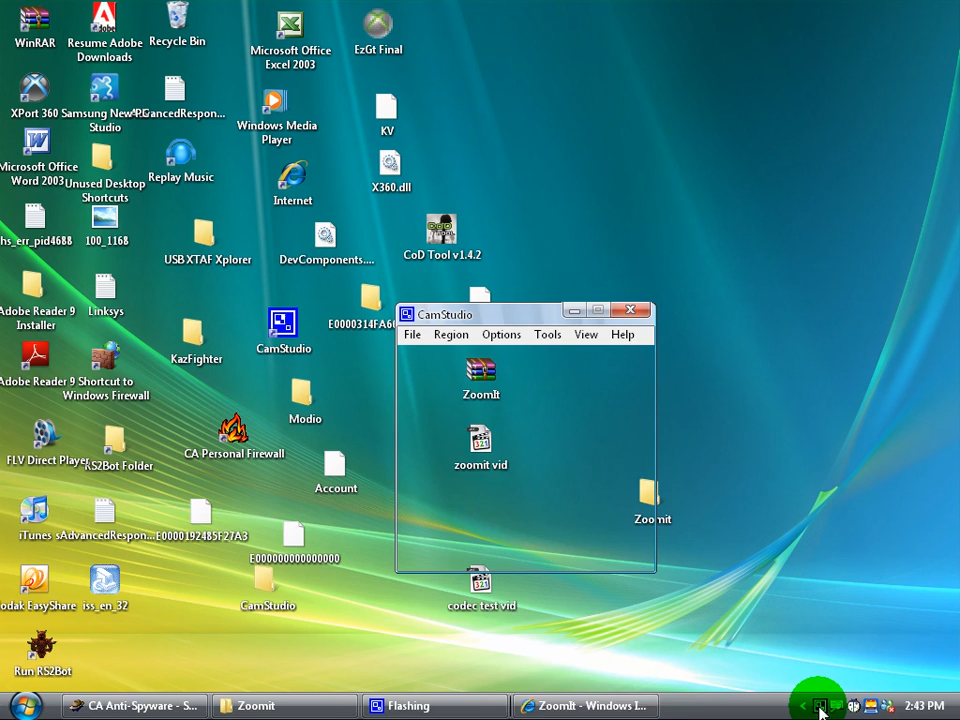 WinRAR
Resume Adobe
Downloads
Recycle Bin
Microsoft Office
Excel 2003
EzGt Final
XPort 360
Samsung New PC
Studio
Windows Media
Player
KV
Microsoft Office
Word 2003
Unused Desktop
Shortcuts
Replay Music
Internet
X360.dll
hs_err_pid4688
100_1168
USB XTAF Xplorer
DevComponents....
CoD Tool v1.4.2
Adobe Reader 9
Installer
Linksys
KazFighter
CamStudio
CamStudio
File Region Options Tools View Help
ZoomIt
zoomit vid
Zoomit
Adobe Reader 9
Shortcut to
Windows Firewall
Modio
FLV Direct Player
RS2Bot Folder
CA Personal Firewall
Account
iTunes
E0000192485F27A3
E000000000000000
odak EasyShare
iss_en_32
CamStudio
codec test vid
Run RS2Bot
CA Anti-Spyware - S...
Zoomit
Flashing
ZoomIt - Windows I...
2:43 PM